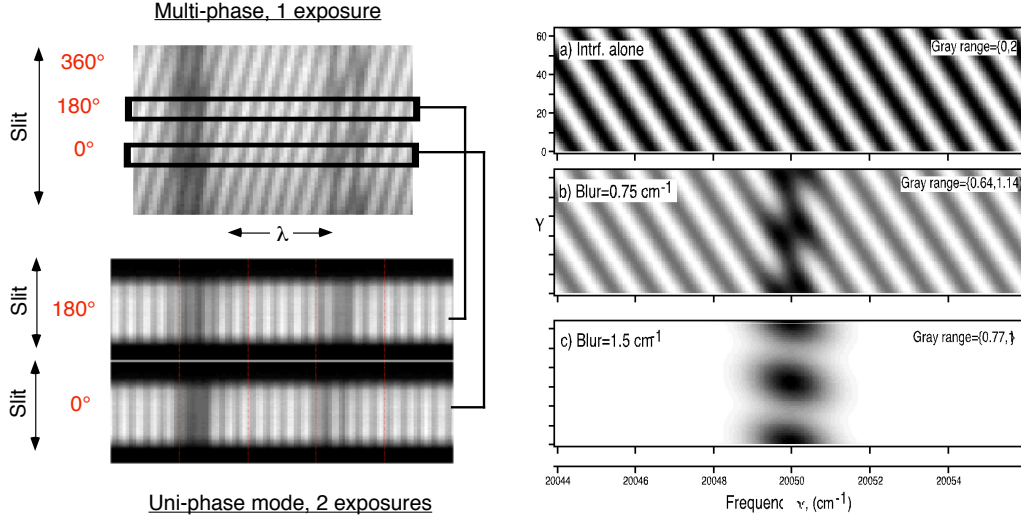 Multi-phase, 1 exposure
Slit
360°
180°
0°
λ
Slit
180°
Slit
0°
Uni-phase mode, 2 exposures
a) Intrf. alone
Gray range={0,2
60
40
20
0
b) Blur=0.75 cm-1
Gray range={0.64,1.14}
Y
c) Blur=1.5 cm-1
Gray range={0.77,1
20044
20046
20048
20050
20052
20054
(cm-1)